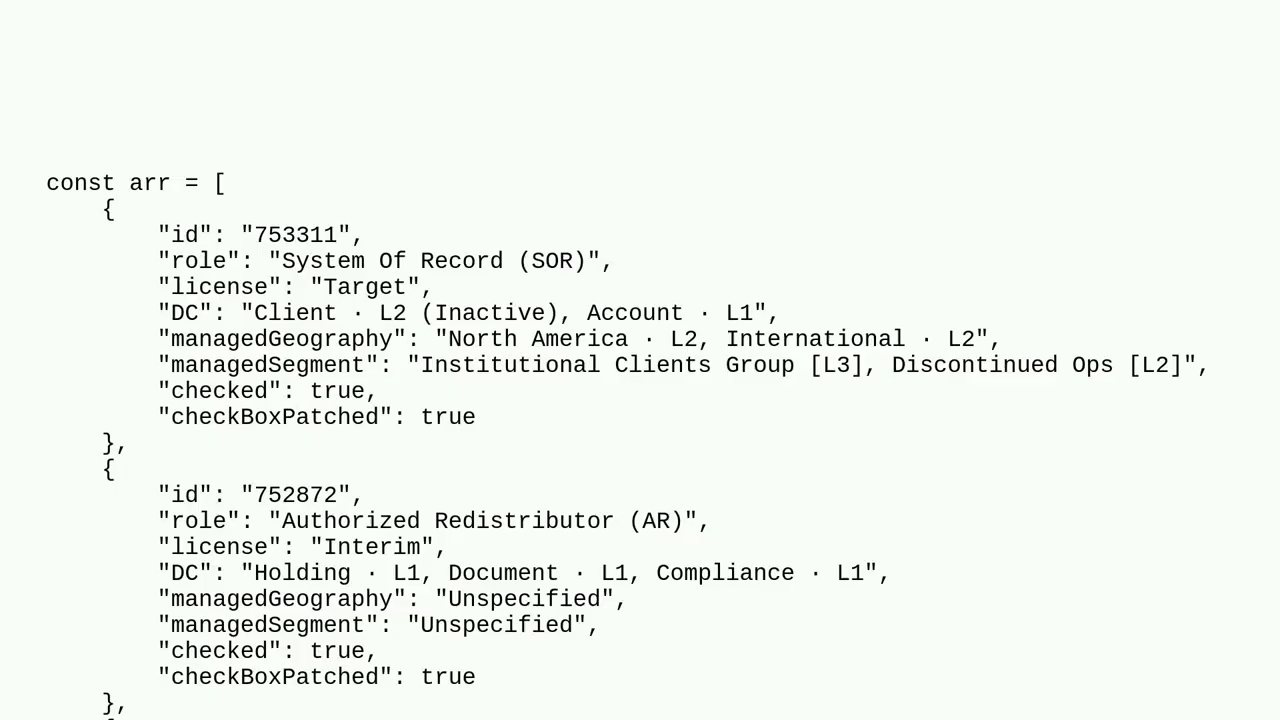 const arr = [
    {
        "id": "753311",
        "role": "System Of Record (SOR)",
        "license": "Target",
        "DC": "Client · L2 (Inactive), Account · L1",
        "managedGeography": "North America · L2, International · L2",
        "managedSegment": "Institutional Clients Group [L3], Discontinued Ops [L2]",
        "checked": true,
        "checkBoxPatched": true
    },
    {
        "id": "752872",
        "role": "Authorized Redistributor (AR)",
        "license": "Interim",
        "DC": "Holding · L1, Document · L1, Compliance · L1",
        "managedGeography": "Unspecified",
        "managedSegment": "Unspecified",
        "checked": true,
        "checkBoxPatched": true
    },